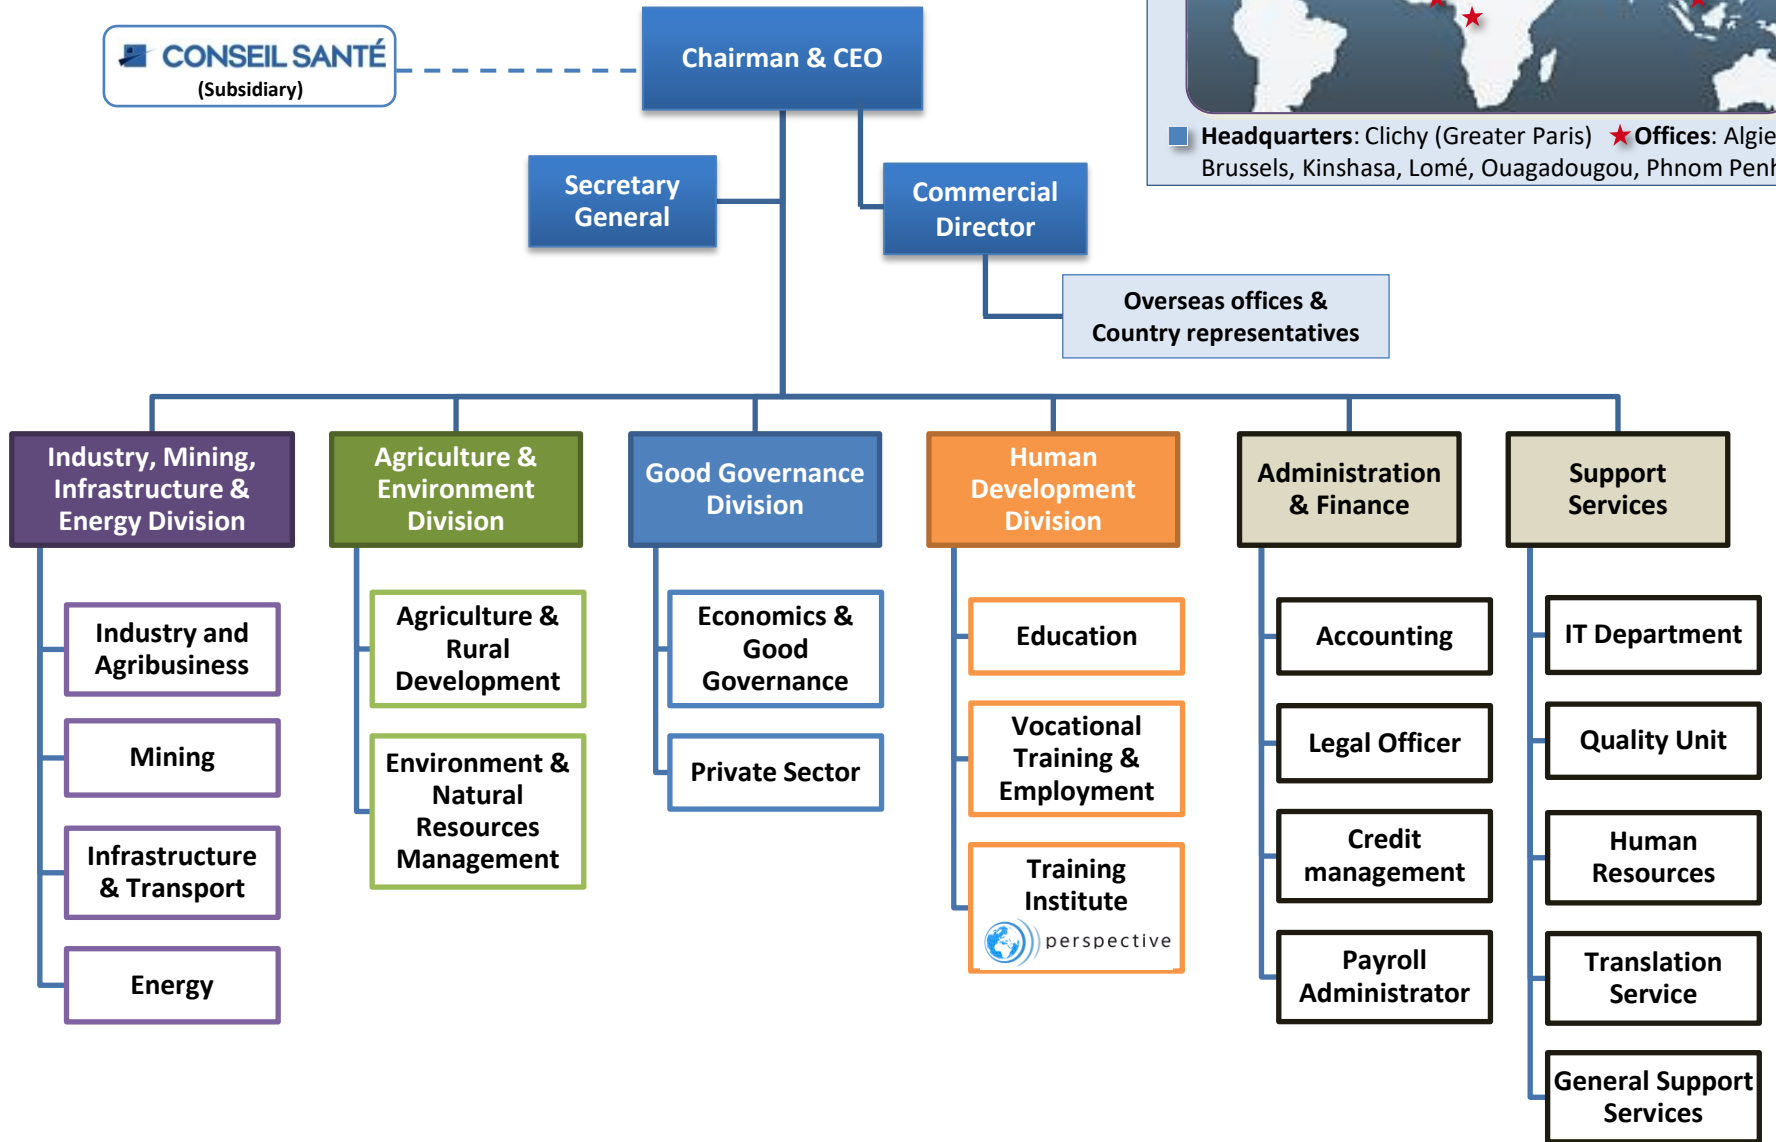 CONSEIL SANTÉ
(Subsidiary)
Chairman & CEO
Headquarters: Clichy (Greater Paris) Offices:
Brussels, Kinshasa, Lomé, Ouagadougou, Phnom
Secretary
General
Commercial
Director
Overseas offices &
Country representatives
Industry, Mining,
Infrastructure &
Energy Division
Industry and
Agribusiness
Mining
Infrastructure
& Transport
Energy
Agriculture &
Environment
Division
Agriculture &
Rural
Development
Environment &
Natural
Resources
Management
Good Governance
Division
Economics &
Good
Governance
Private Sector
Human
Development
Division
Education
Vocational
Training &
Employment
Training
Institute
perspective
Administration
& Finance
Accounting
Legal Officer
Credit
management
Payroll
Administrator
Support
Services
IT Department
Quality Unit
Human
Resources
Translation
Service
General Support
Services